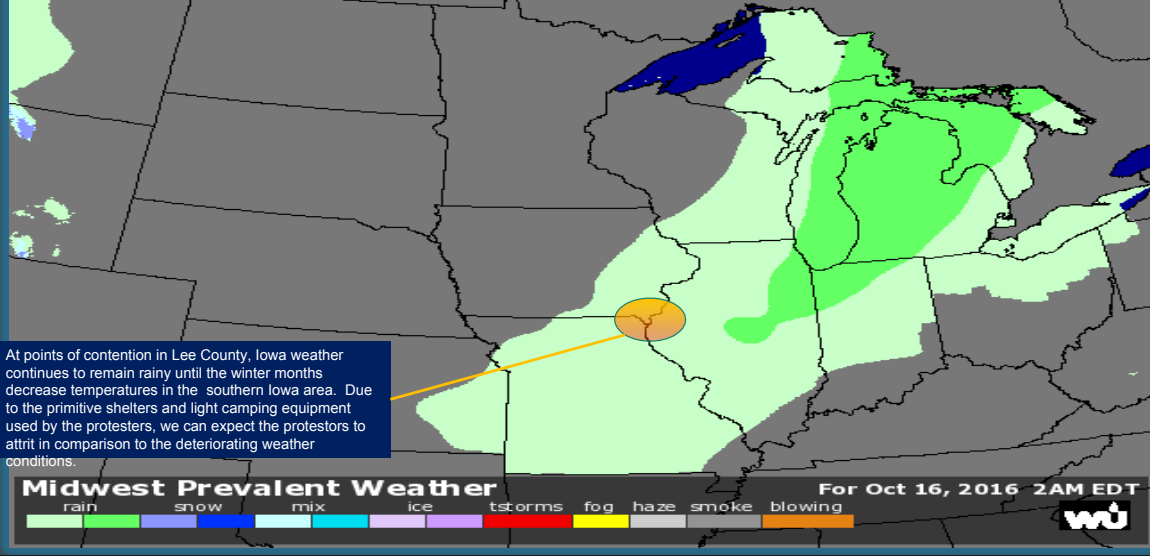 At points of contention in Lee County, Iowa weather
continues to remain rainy until the winter months
decrease temperatures in the southern Iowa area. Due
to the primitive shelters and light camping equipment
used by the protesters, we can expect the protestors to
attrit in comparison to the deteriorating weather
conditions.
Midwest Prevalent Weather
For Oct 16, 2016 2AM EDT
rain snow mix ice tstorms fog haze smoke blowing
wu